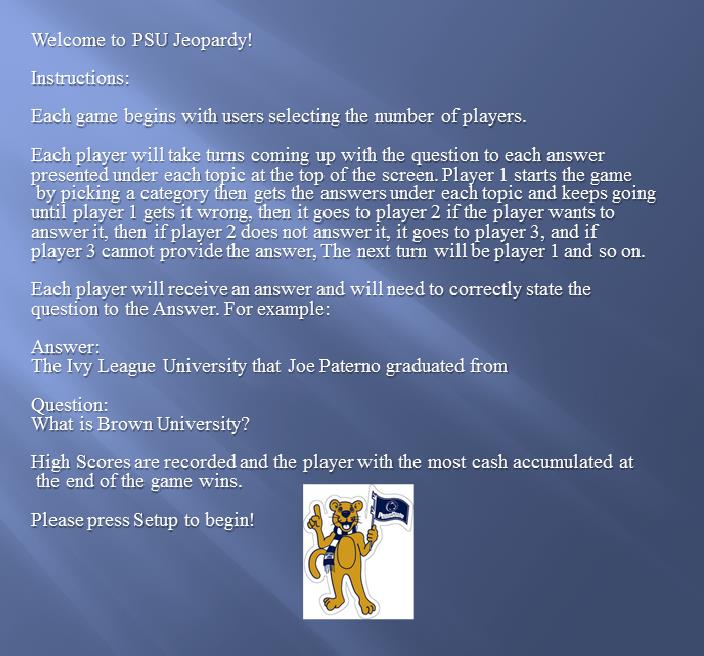 Welcome to PSU Jeopardy!
Instructions:
Each game begins with users selecting the number of players.
Each player will take turns coming up with the question to each answer
presented under each topic at the top of the screen. Player 1 starts the game
by picking a category then gets the answers under each topic and keeps going
until player 1 gets it wrong, then it goes to player 2 if the player wants to
answer it, then if player 2 does not answer it, it goes to player 3, and if
player 3 cannot provide the answer, The next turn will be player 1 and so on.
Each player will receive an answer and will need to correctly state the
question to the Answer. For example:
Answer:
The Ivy League University that Joe Paterno graduated from
Question:
What is Brown University?
High Scores are recorded and the player with the most cash accumulated at
the end of the game wins.
Please press Setup to begin!
PennState